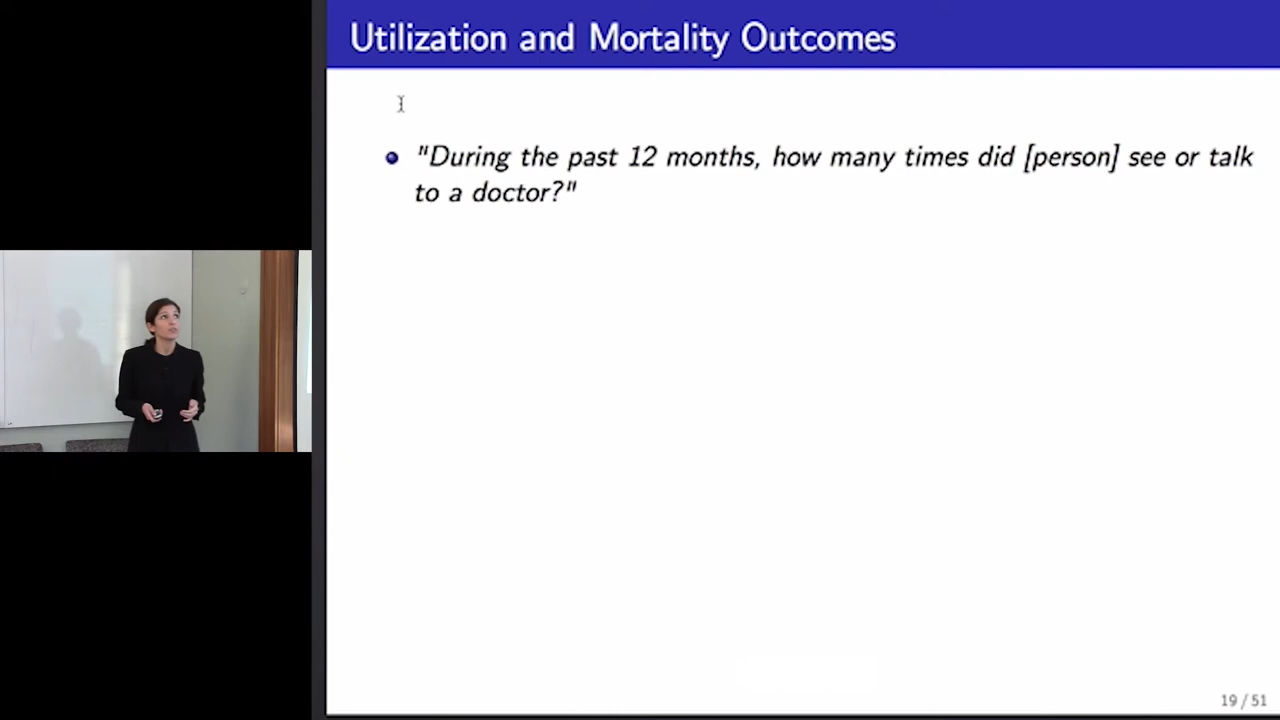 Utilization and Mortality Outcomes
"During the past 12 months, how many times did [person] see or talk
to a doctor?"
19 / 51